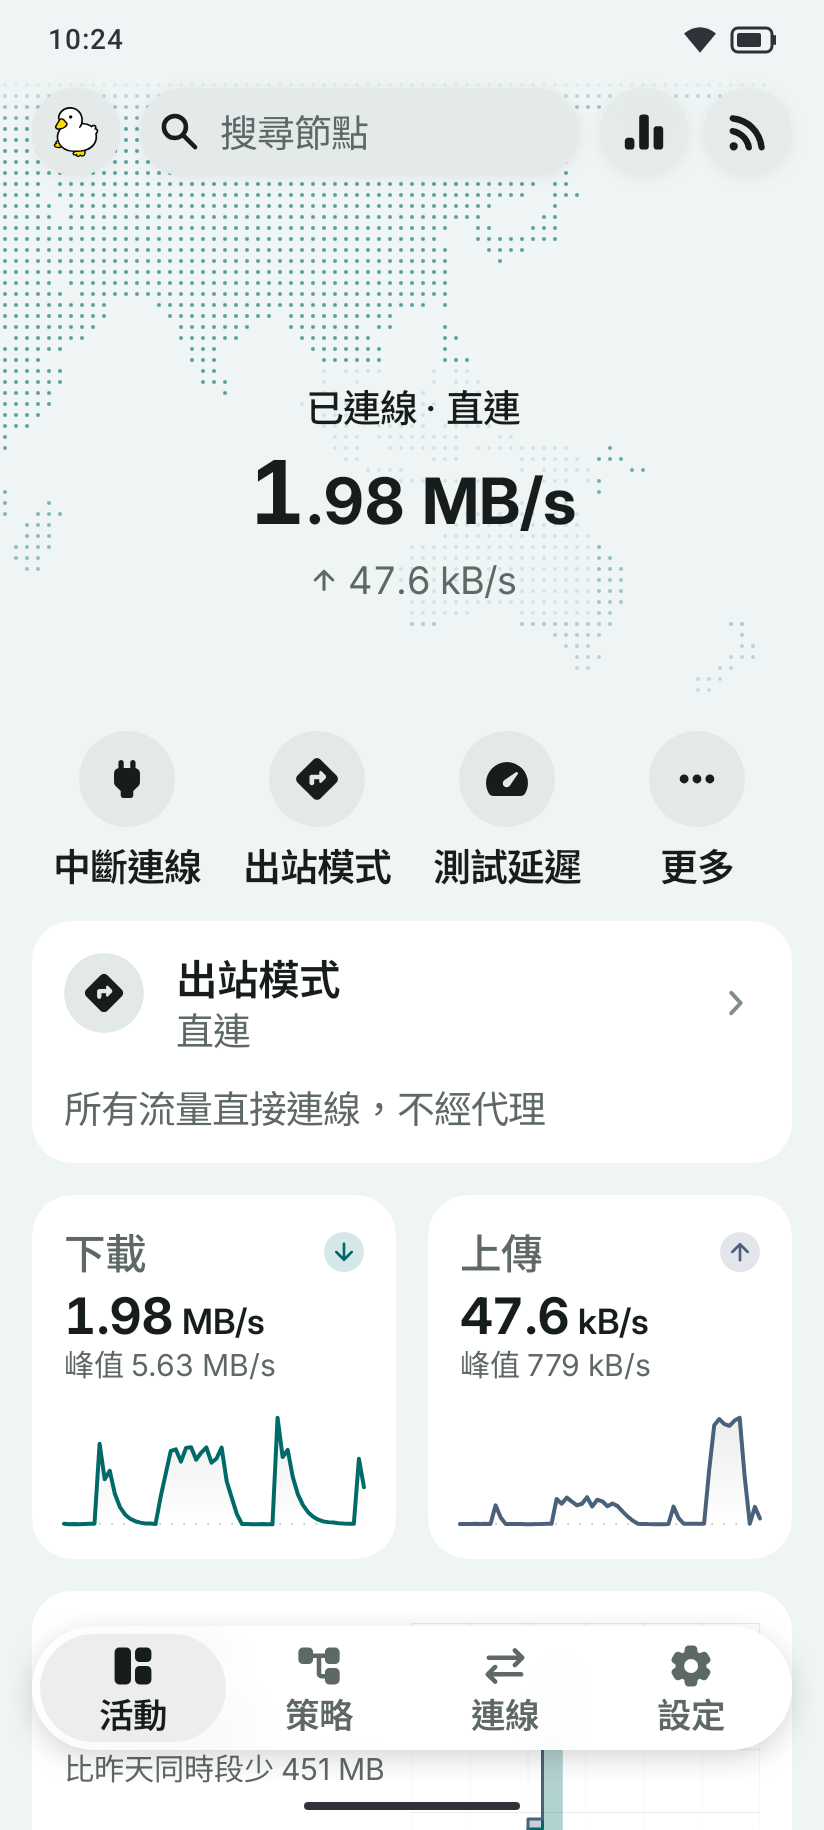 10:24
搜尋節點
已連線 · 直連
1.98 MB/s
↑ 47.6 kB/s
中斷連線
出站模式
測試延遲
更多
出站模式
直連
所有流量直接連線，不經代理
下載
1.98 MB/s
峰值 5.63 MB/s
上傳
47.6 kB/s
峰值 779 kB/s
活動
策略
連線
設定
比昨天同時段少 451 MB